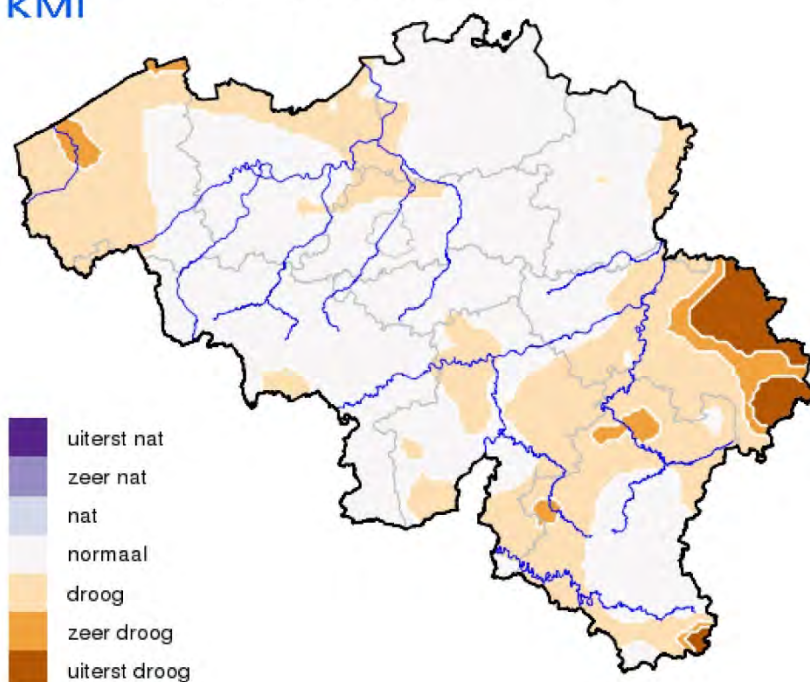 KMI
uiterst nat
zeer nat
nat
normaal
droog
zeer droog
uiterst droog